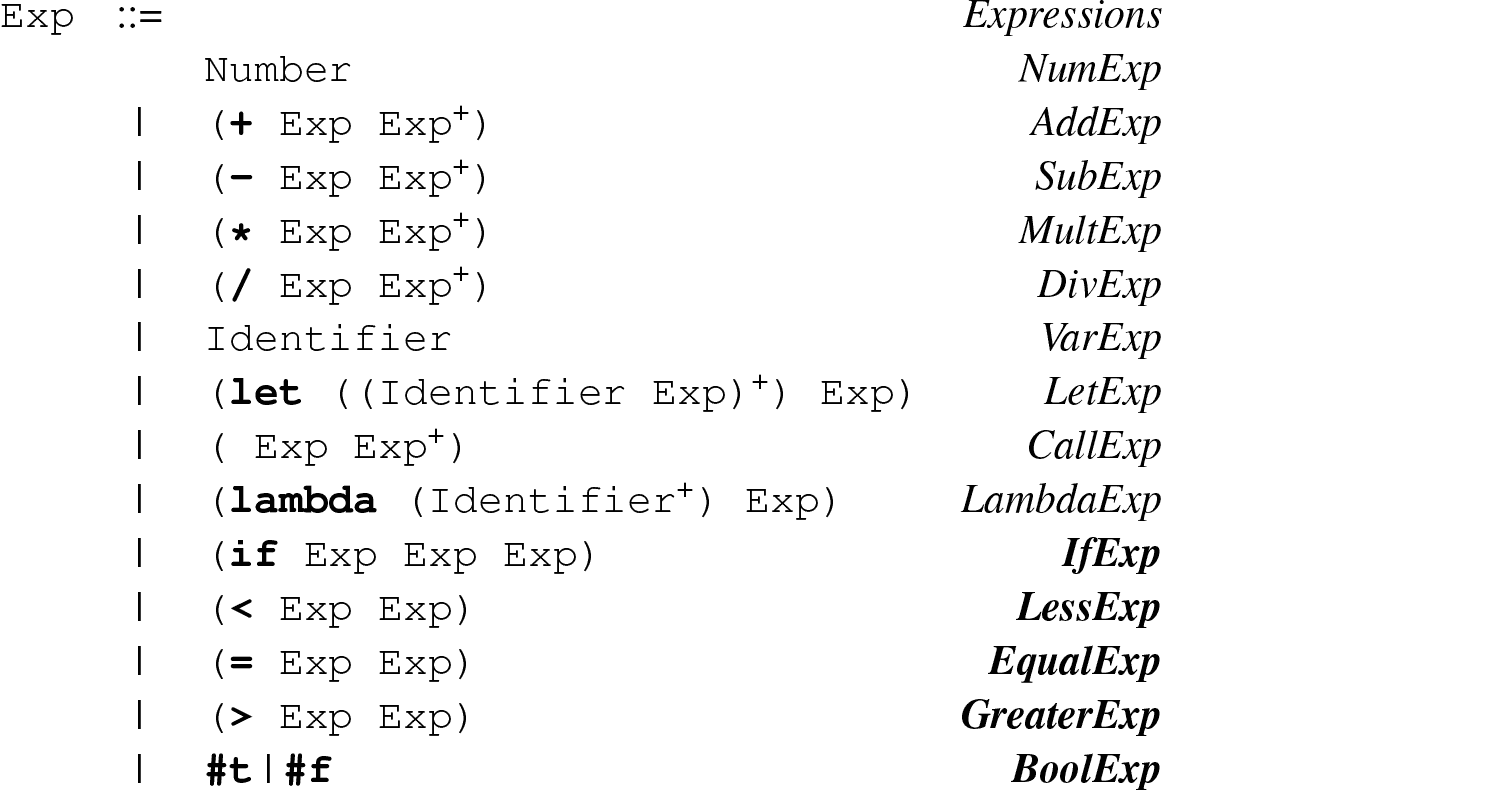 Exp ::= Expressions
Number NumExp
| (+ Exp Exp⁺) AddExp
| (- Exp Exp⁺) SubExp
| (* Exp Exp⁺) MultExp
| (/ Exp Exp⁺) DivExp
| Identifier VarExp
| (let ((Identifier Exp)⁺) Exp) LetExp
| ( Exp Exp⁺) CallExp
| (lambda (Identifier⁺) Exp) LambdaExp
| (if Exp Exp Exp) IfExp
| (< Exp Exp) LessExp
| (= Exp Exp) EqualExp
| (> Exp Exp) GreaterExp
| #t|#f BoolExp